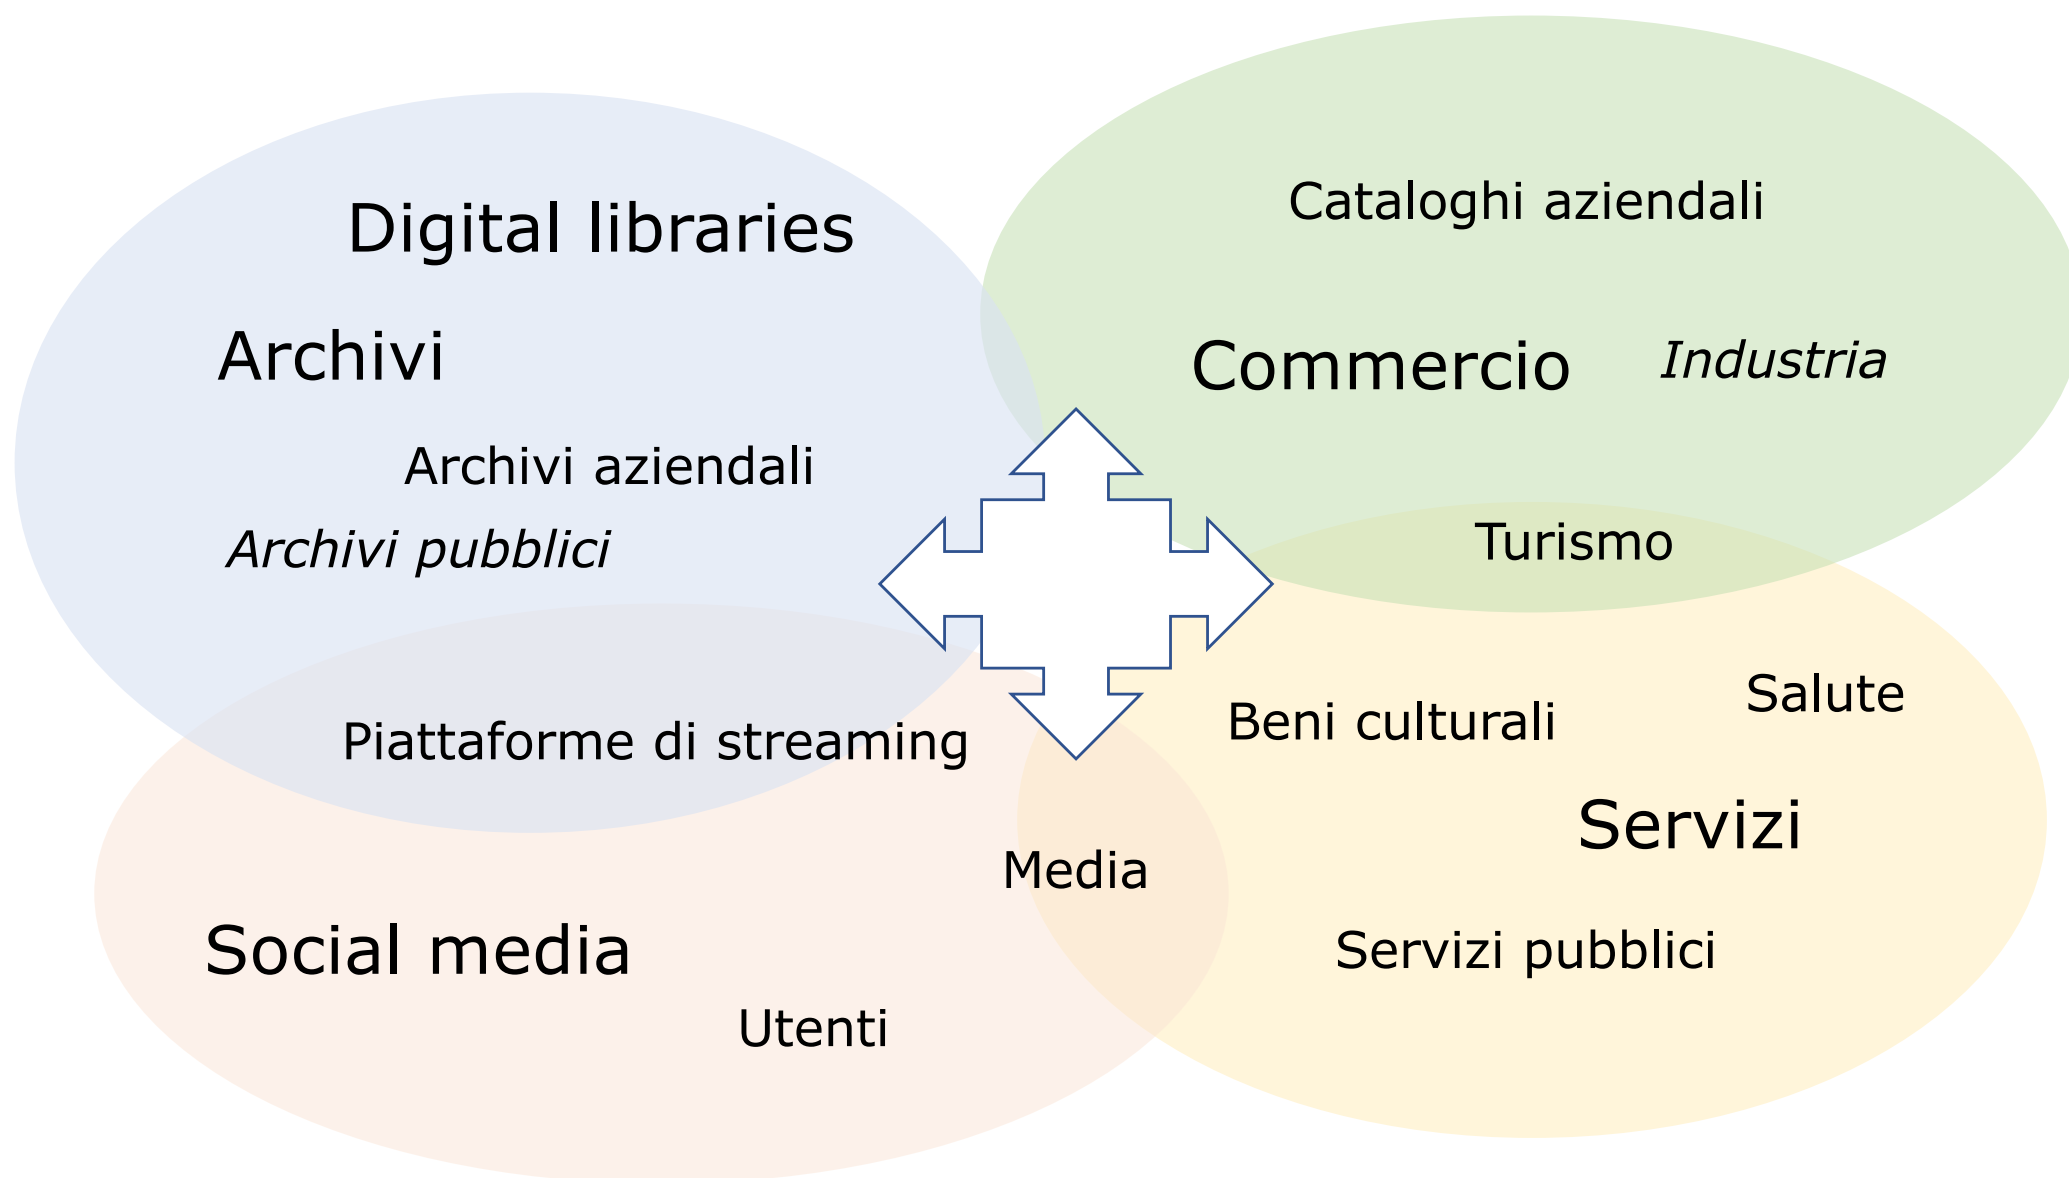 Digital libraries
Archivi
Archivi aziendali
Archivi pubblici
Cataloghi aziendali
Commercio
Industria
Turismo
Piattaforme di streaming
Media
Social media
Utenti
Beni culturali
Salute
Servizi
Servizi pubblici